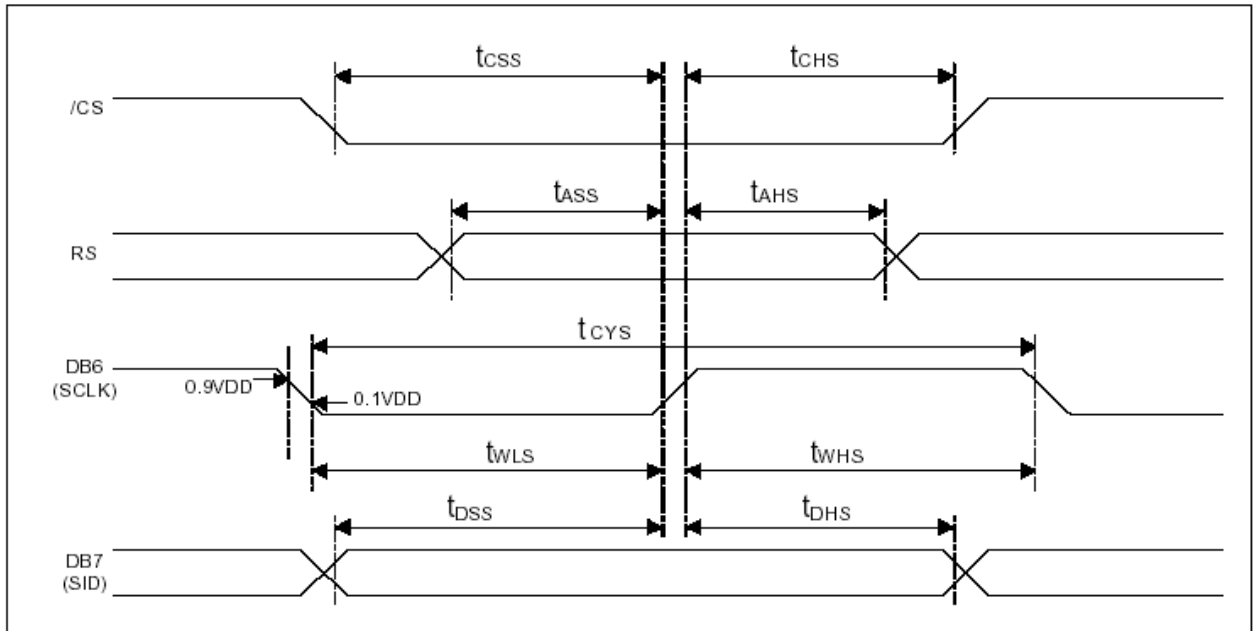 tCSS tCHS
/CS
tASS tAHS
RS
tCYS
DB6
(SCLK)
0.9VDD 0.1VDD
tWLS tWHS
tDSS tDHS
DB7
(SID)